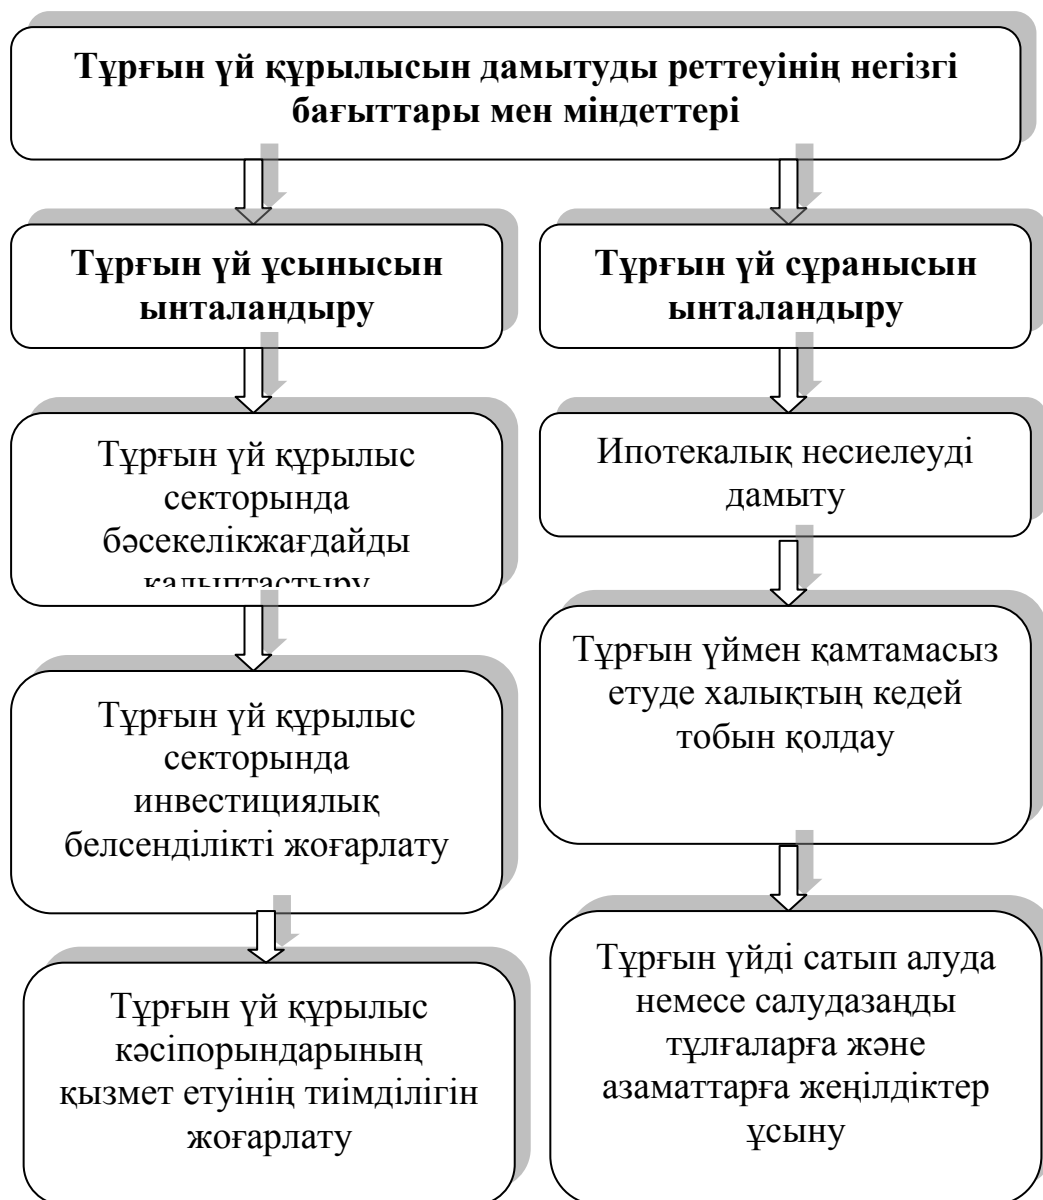 Тұрғын үй құрылысын дамытуды реттеуінің негізгі
бағыттары мен міндеттері
Тұрғын үй ұсынысын
ынталандыру
Тұрғын үй сұранысын
ынталандыру
Тұрғын үй құрылыс
секторында
бәсекелікжағдайды
қалыптастыру
Ипотекалық несиелеуді
дамыту
Тұрғын үй құрылыс
секторында
инвестициялық
белсенділікті жоғарлату
Тұрғын үймен қамтамасыз
етуде халықтың кедей
тобын қолдау
Тұрғын үй құрылыс
кәсіпорындарының
қызмет етуінің тиімділігін
жоғарлату
Тұрғын үйді сатып алуда
немесе салудазаңды
тұлғаларға және
азаматтарға жеңілдіктер
ұсыну